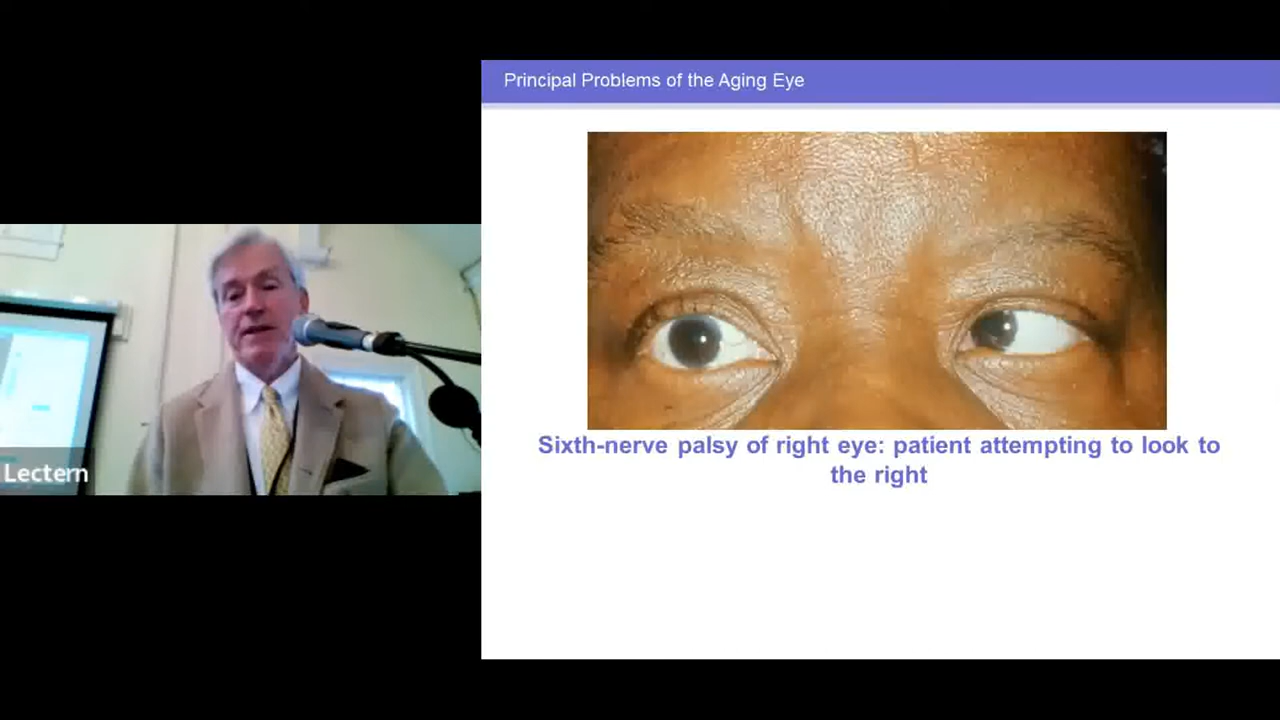 Principal Problems of the Aging Eye
Sixth-nerve palsy of right eye: patient attempting to look to
the right
Lectern